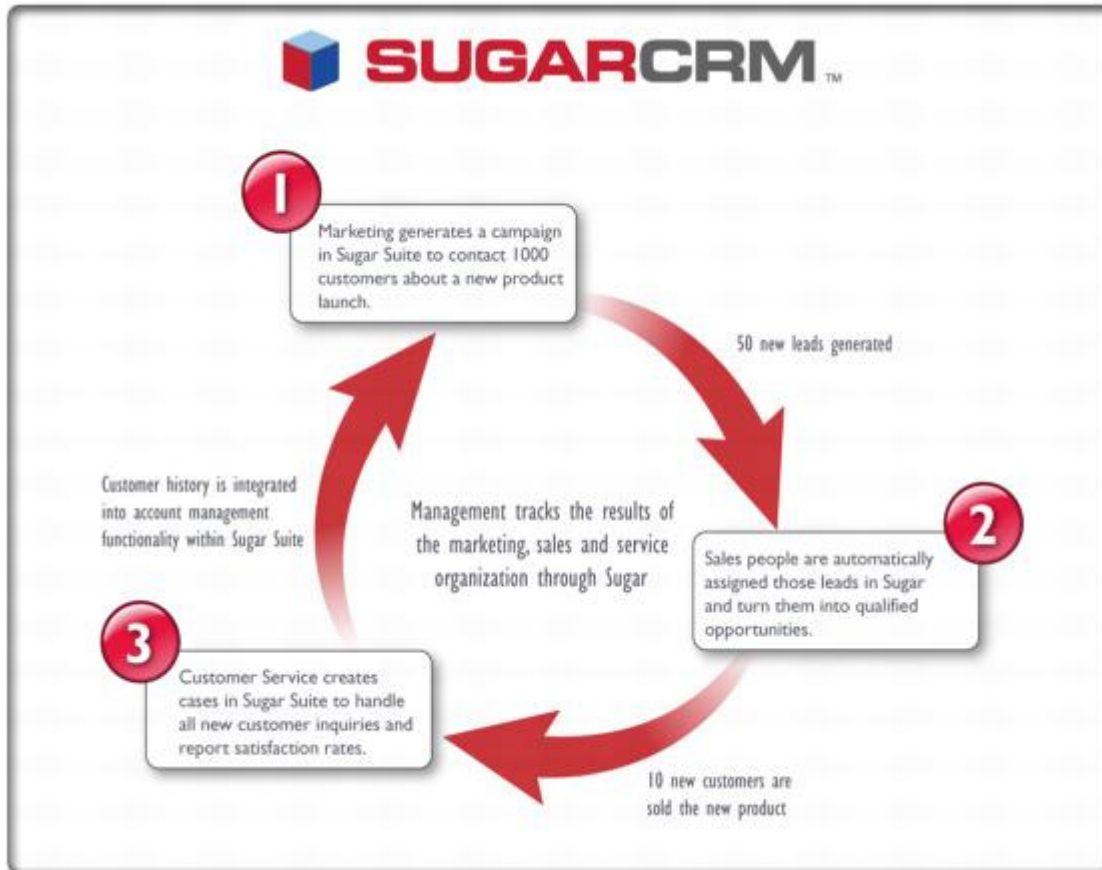 SUGARCRM™
1
Marketing generates a campaign
in Sugar Suite to contact 1000
customers about a new product
launch.
50 new leads generated
2
Sales people are automatically
assigned those leads in Sugar
and turn them into qualified
opportunities.
10 new customers are
sold the new product
3
Customer Service creates
cases in Sugar Suite to handle
all new customer inquiries and
report satisfaction rates.
Customer history is integrated
into account management
functionality within Sugar Suite
Management tracks the results of
the marketing, sales and service
organization through Sugar